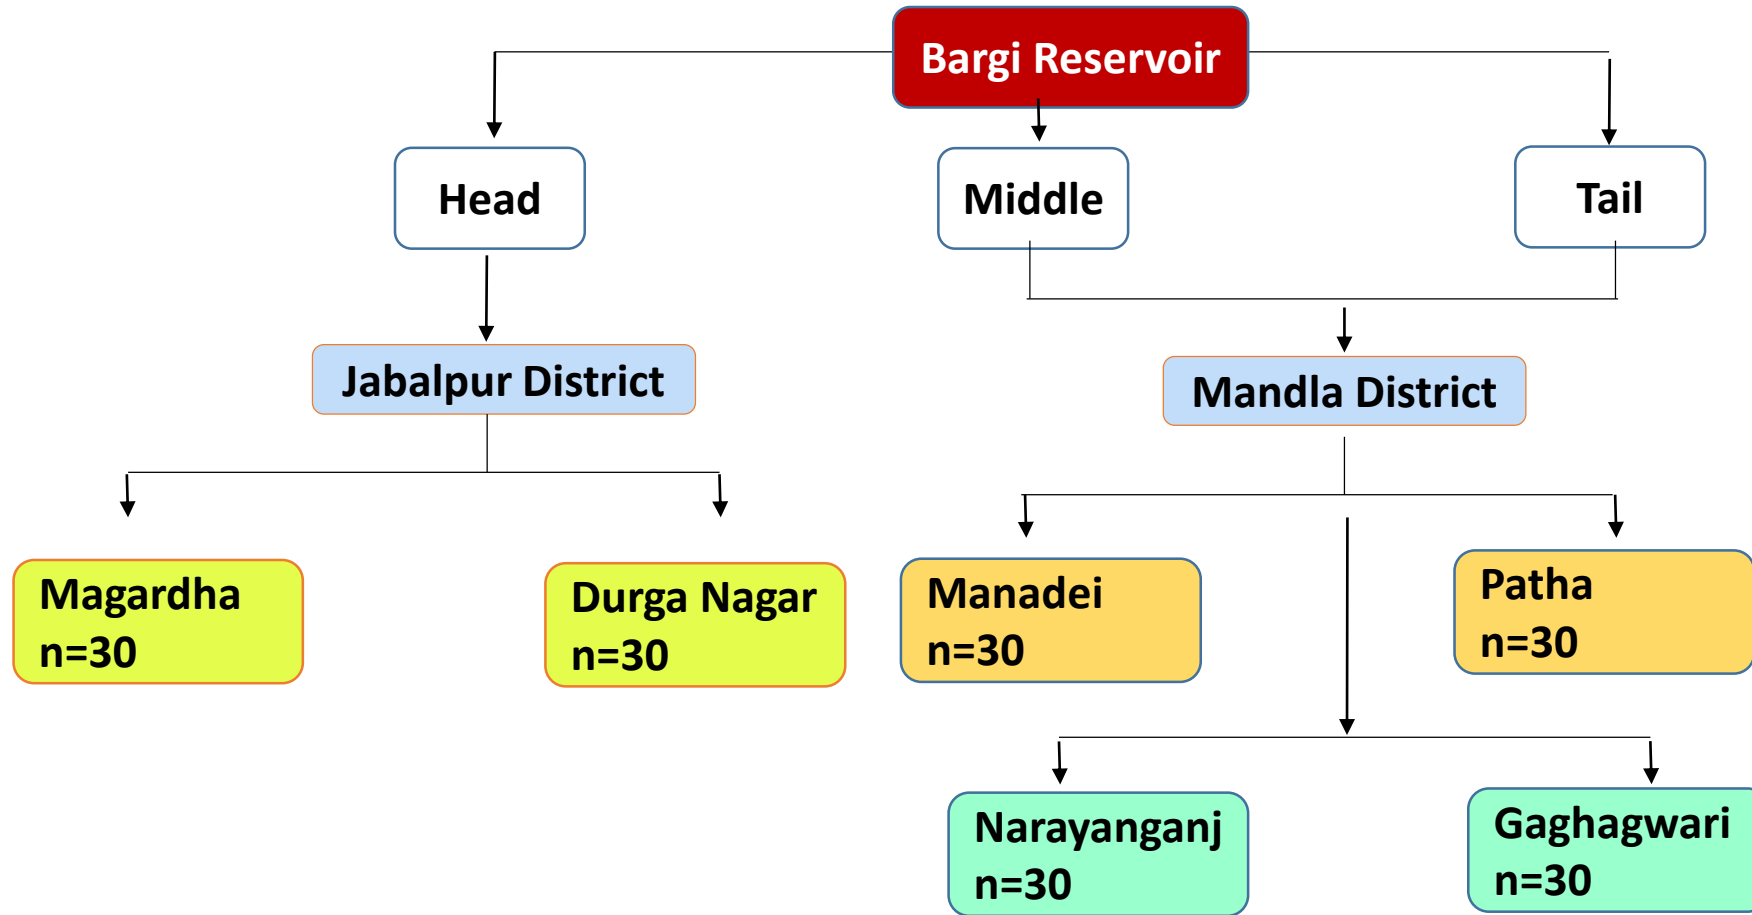 Bargi Reservoir
Head
Middle
Tail
Jabalpur District
Mandla District
Magardha
n=30
Durga Nagar
n=30
Manadei
n=30
Patha
n=30
Narayanganj
n=30
Gaghagwari
n=30